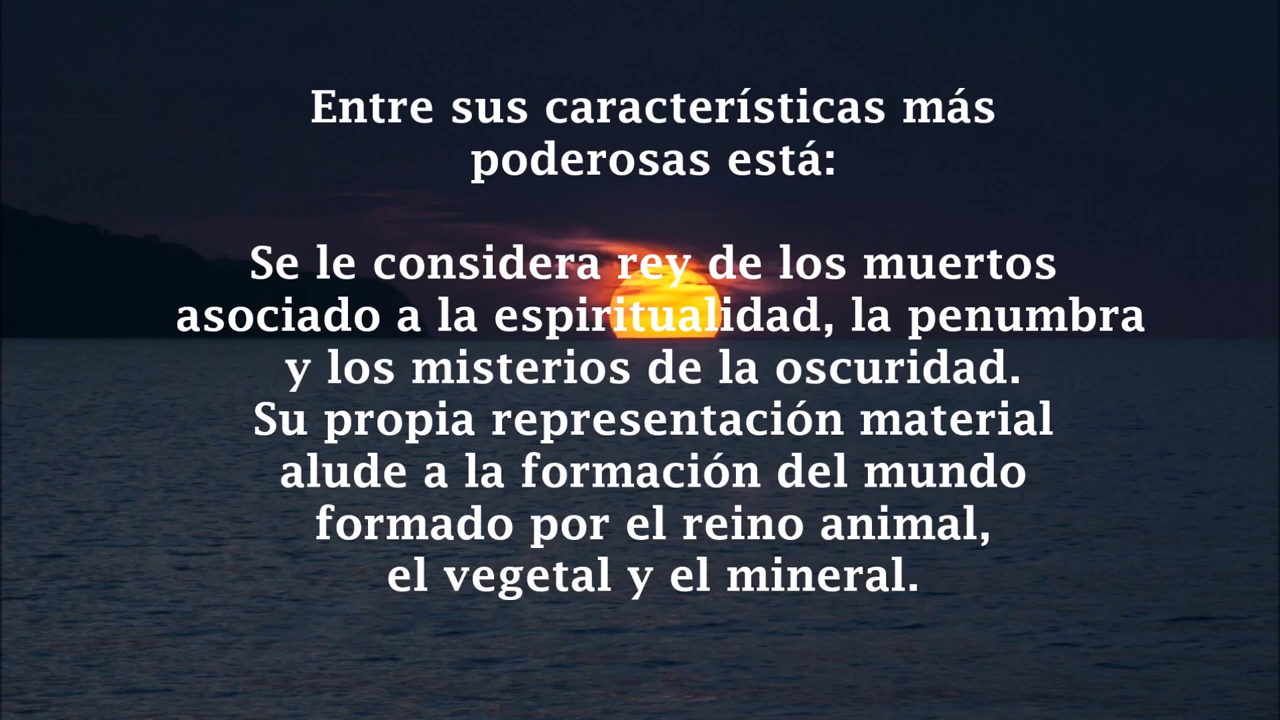 Entre sus características más
poderosas está:
Se le considera rey de los muertos
asociado a la espiritualidad, la penumbra
y los misterios de la oscuridad.
Su propia representación material
alude a la formación del mundo
formado por el reino animal,
el vegetal y el mineral.